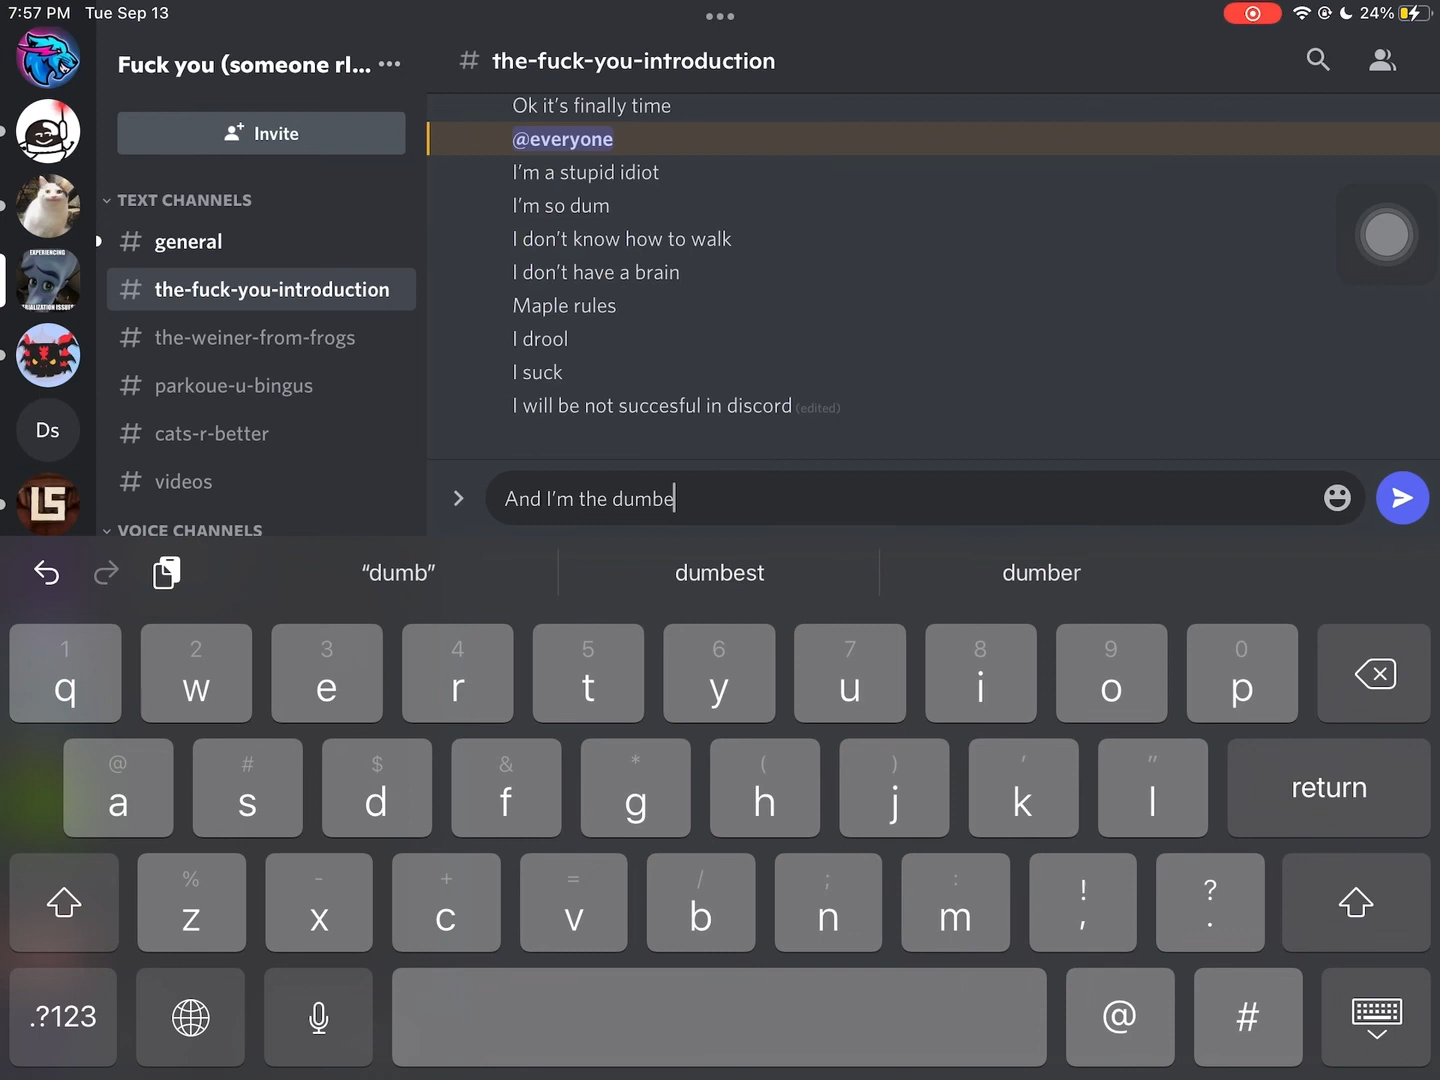 7:57 PM Tue Sep 13
24%
Fuck you (someone rl...
Invite
TEXT CHANNELS
general
the-fuck-you-introduction
the-weiner-from-frogs
parkoue-u-bingus
cats-r-better
videos
VOICE CHANNELS
EXPERIENCING
Ds
LS
# the-fuck-you-introduction
Ok it's finally time
@everyone
I'm a stupid idiot
I'm so dum
I don't know how to walk
I don't have a brain
Maple rules
I drool
I suck
I will be not succesful in discord (edited)
And I'm the dumbe
"dumb" dumbest dumber
1 2 3 4 5 6 7 8 9 0
q w e r t y u i o p
@ # $ & * ( ) ' "
a s d f g h j k l return
% - + = / ; : ! ?
z x c v b n m , .
.?123 @ #